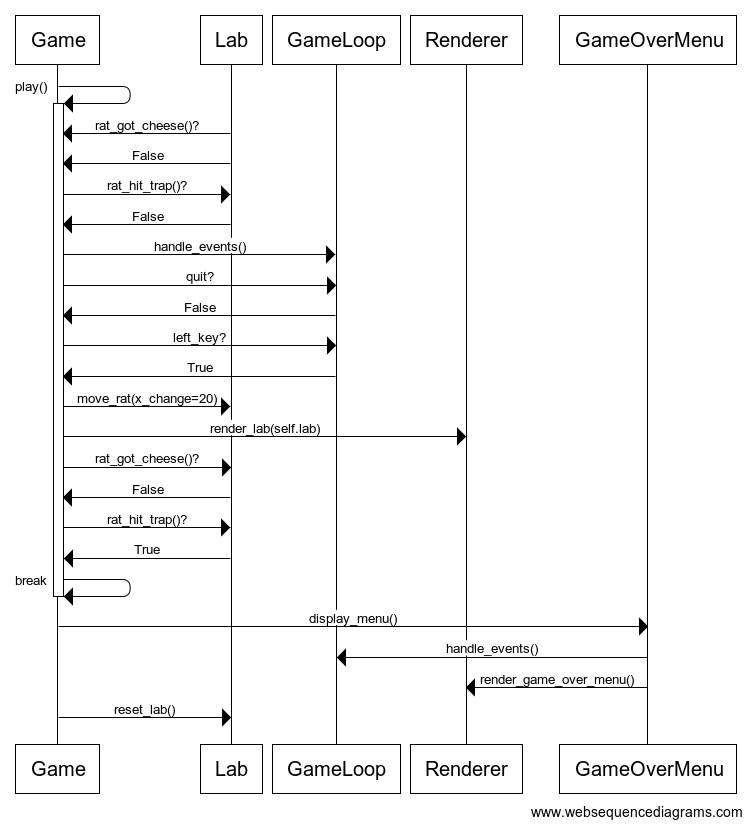 Game Lab GameLoop Renderer GameOverMenu
play()
rat_got_cheese()?
False
rat_hit_trap()?
False
handle_events()
quit?
False
left_key?
True
move_rat(x_change=20)
render_lab(self.lab)
rat_got_cheese()?
False
rat_hit_trap()?
True
break
display_menu()
handle_events()
render_game_over_menu()
reset_lab()
Game Lab GameLoop Renderer GameOverMenu
www.websequencediagrams.com